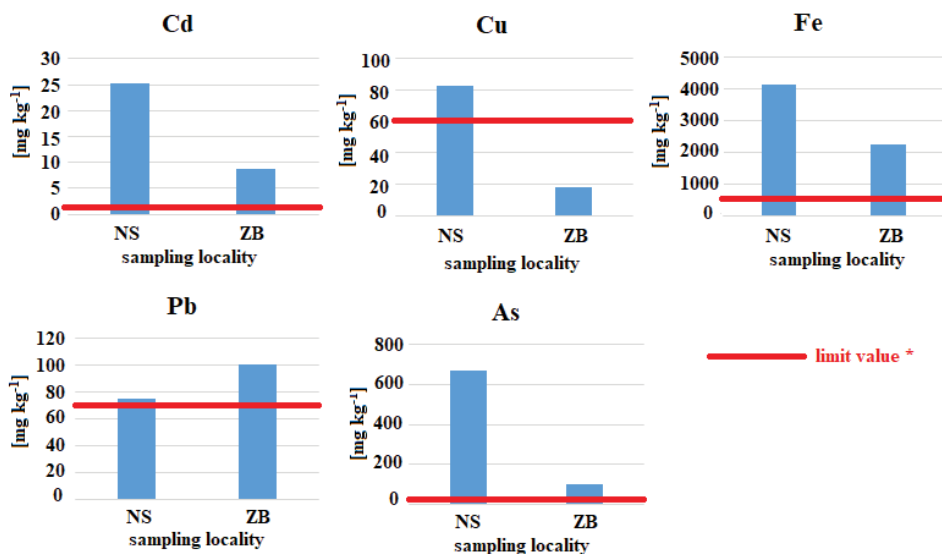 Cd
[mg kg⁻¹]
30
25
20
15
10
5
0
NS ZB
sampling locality
Cu
[mg kg⁻¹]
100
80
60
40
20
0
NS ZB
sampling locality
Fe
[mg kg⁻¹]
5000
4000
3000
2000
1000
0
NS ZB
sampling locality
Pb
[mg kg⁻¹]
120
100
80
60
40
20
0
NS ZB
sampling locality
As
[mg kg⁻¹]
800
600
400
200
0
NS ZB
sampling locality
limit value *